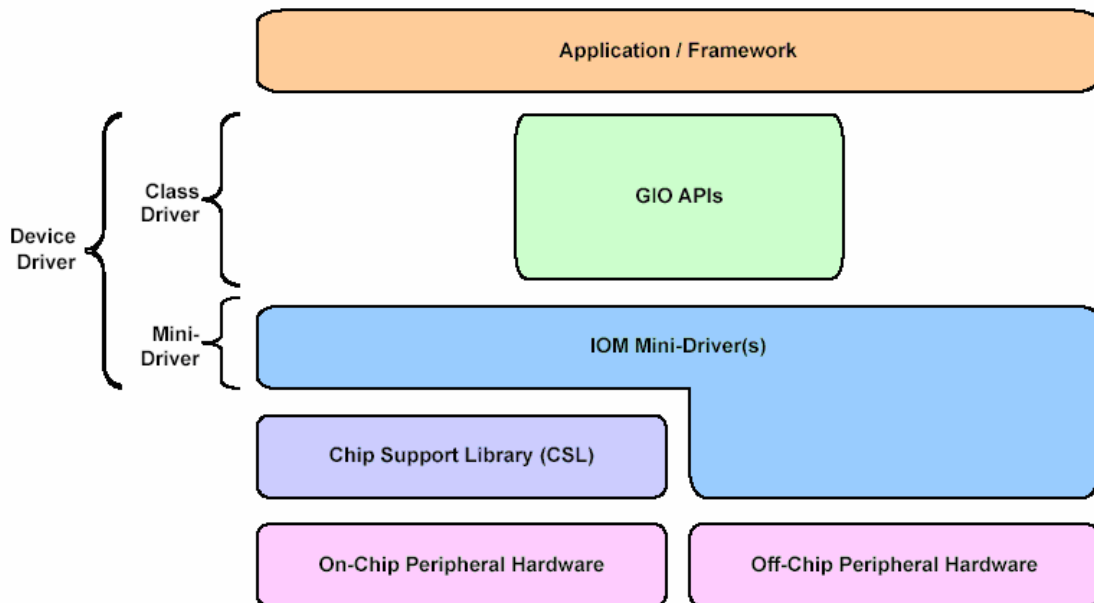 Application / Framework
GIO APIs
Class
Driver
Device
Driver
Mini-
Driver
IOM Mini-Driver(s)
Chip Support Library (CSL)
On-Chip Peripheral Hardware
Off-Chip Peripheral Hardware